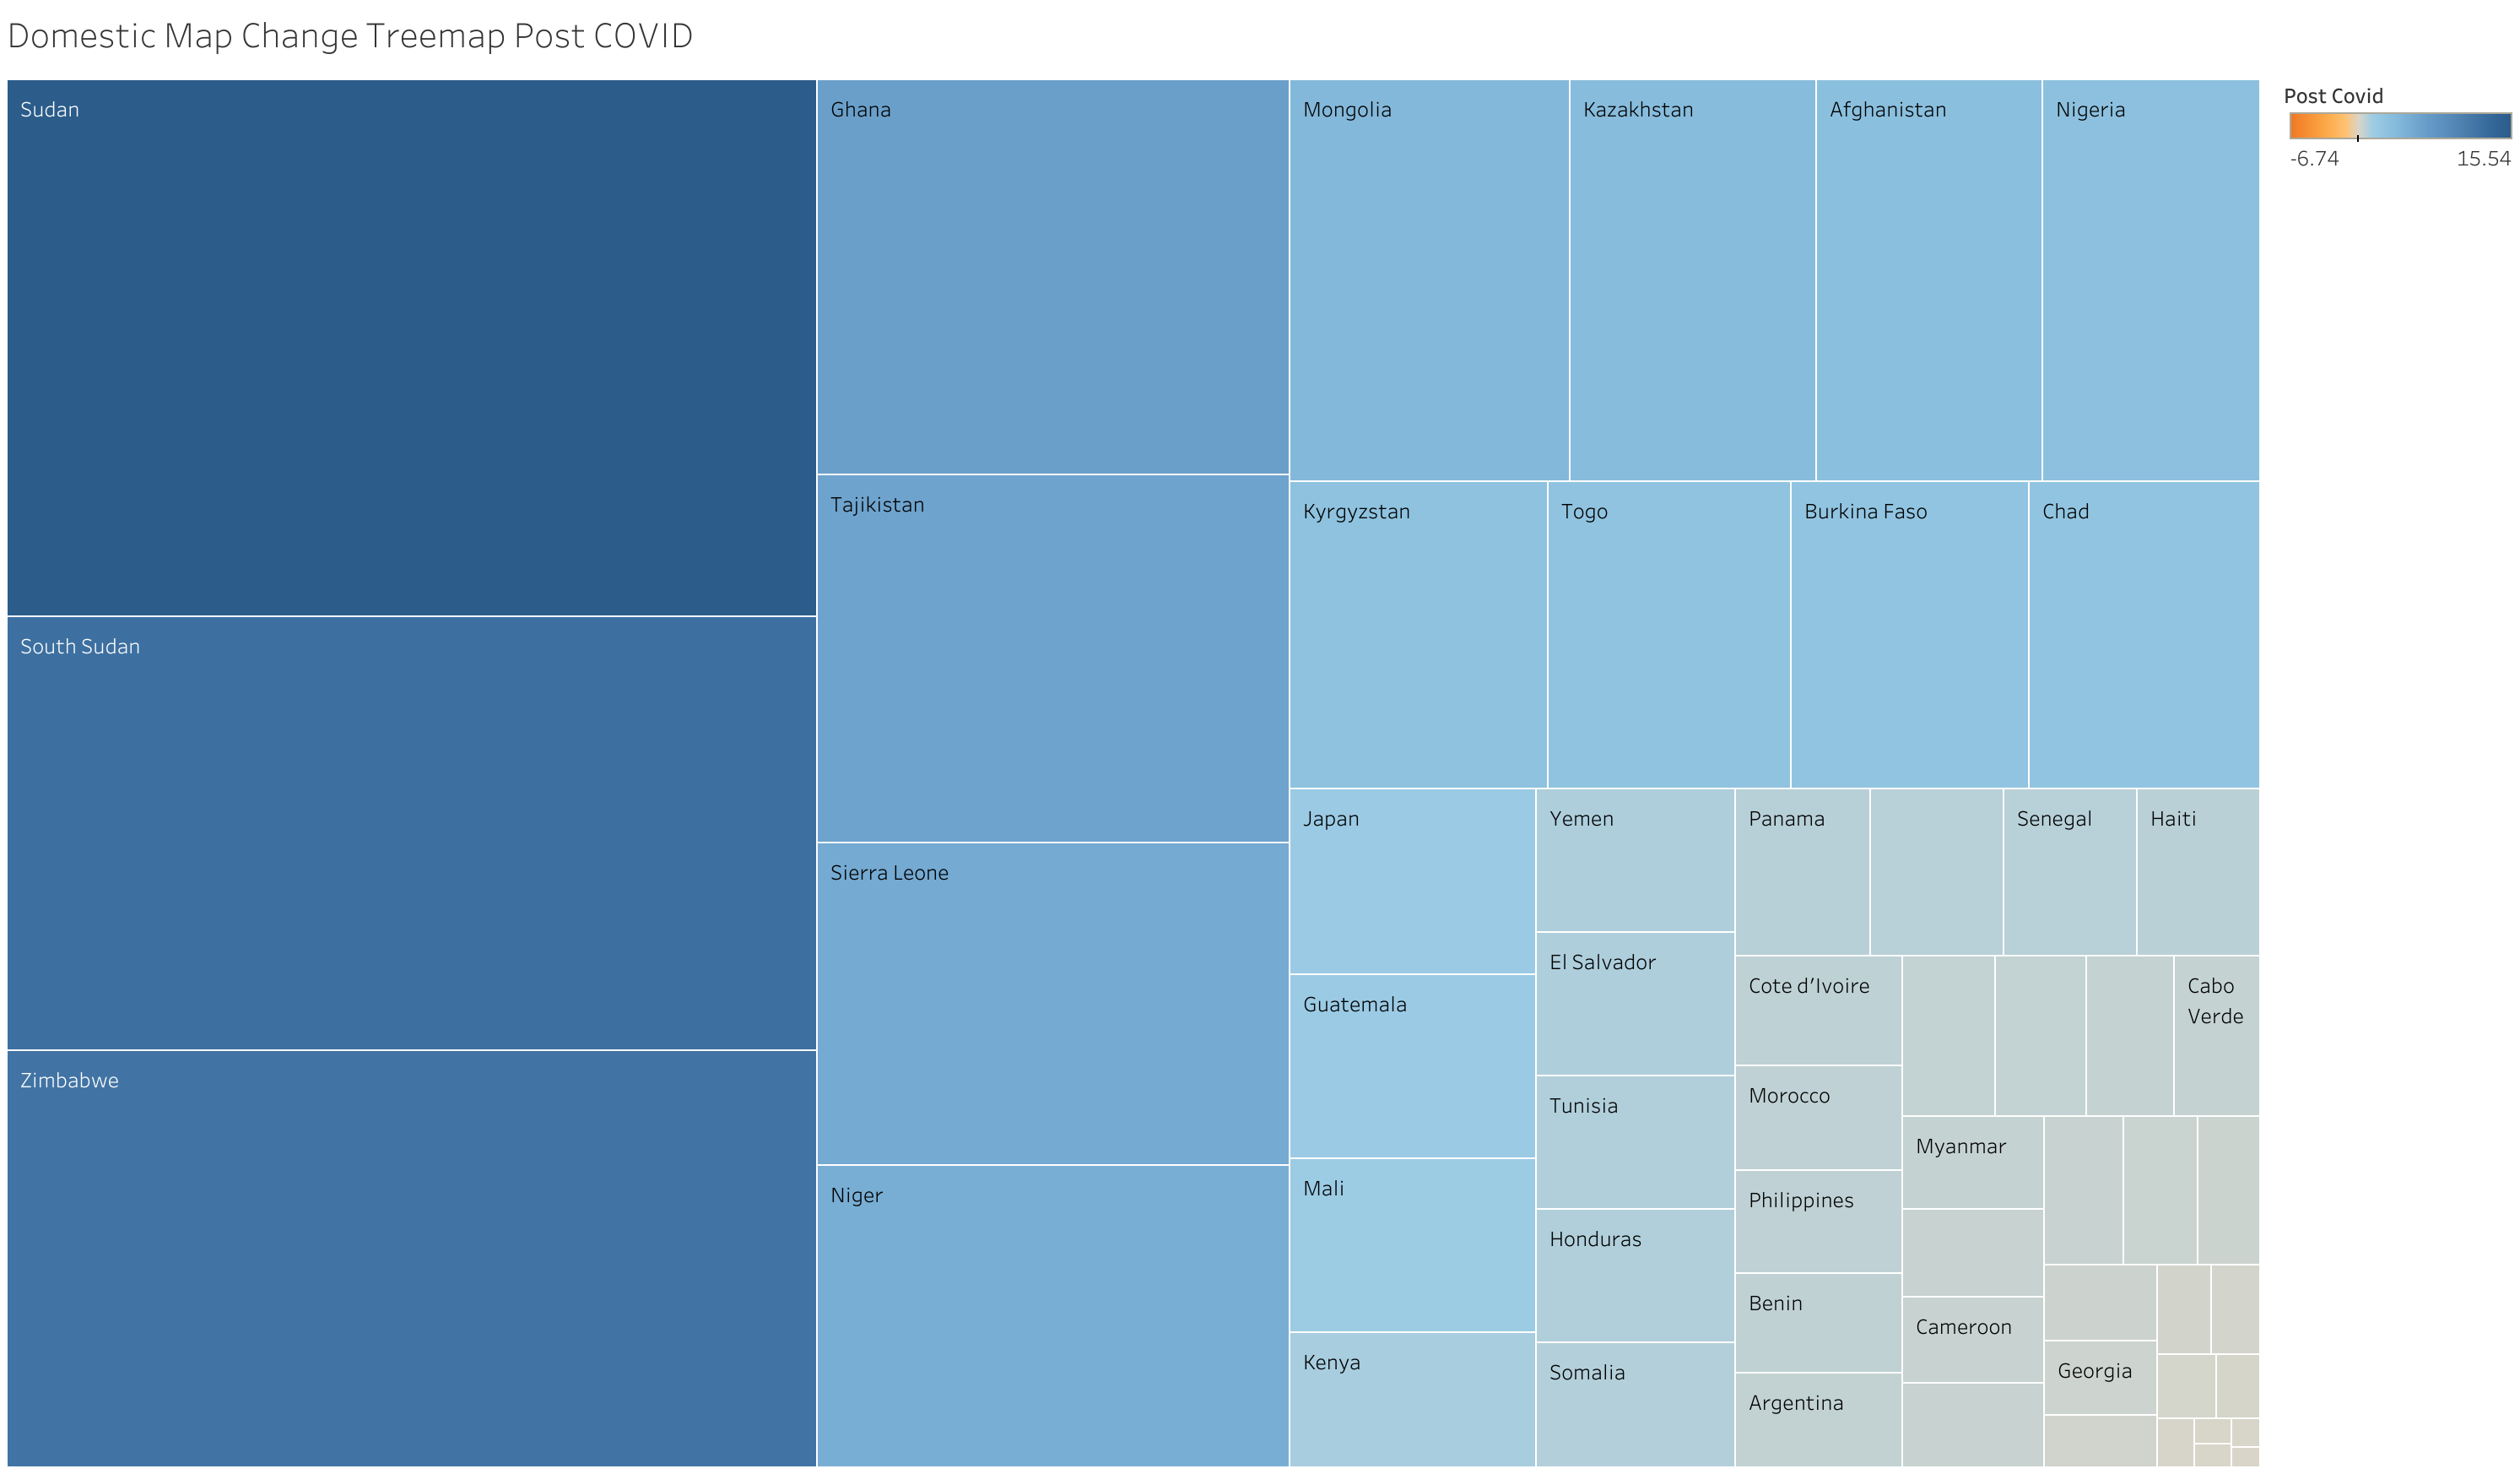 Domestic Map Change Treemap Post COVID
Sudan
South Sudan
Zimbabwe
Ghana
Tajikistan
Sierra Leone
Niger
Mongolia
Kazakhstan
Afghanistan
Nigeria
Kyrgyzstan
Togo
Burkina Faso
Chad
Japan
Guatemala
Mali
Kenya
Yemen
El Salvador
Tunisia
Honduras
Somalia
Panama
Senegal
Haiti
Cote d’Ivoire
Morocco
Philippines
Benin
Argentina
Cabo
Verde
Myanmar
Cameroon
Georgia
Post Covid
-6.74
15.54